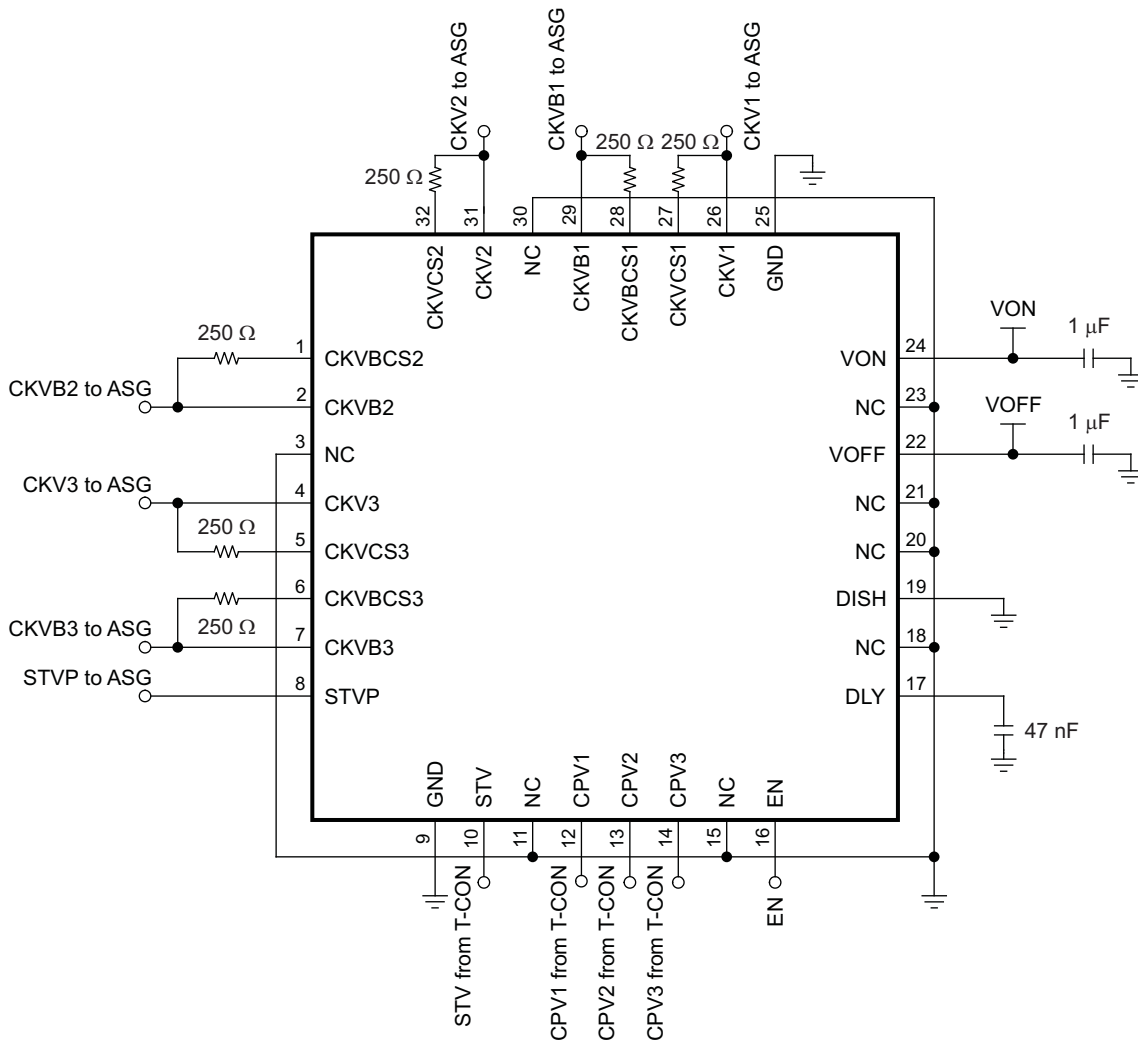 CKV2 to ASG
CKVB1 to ASG
CKV1 to ASG
250 Ω
250 Ω
250 Ω
32
31
30
29
28
27
26
25
CKVCS2
CKV2
NC
CKVB1
CKVBCS1
CKVCS1
CKV1
GND
250 Ω
1
CKVBCS2
CKVB2 to ASG
2
CKVB2
3
NC
CKV3 to ASG
4
CKV3
250 Ω
5
CKVCS3
6
CKVBCS3
CKVB3 to ASG
250 Ω
7
CKVB3
STVP to ASG
8
STVP
VON
1 μF
VON
24
NC
23
VOFF
1 μF
VOFF
22
NC
21
NC
20
DISH
19
NC
18
DLY
17
47 nF
GND
STV
NC
CPV1
CPV2
CPV3
NC
EN
9
10
11
12
13
14
15
16
STV from T-CON
CPV1 from T-CON
CPV2 from T-CON
CPV3 from T-CON
EN